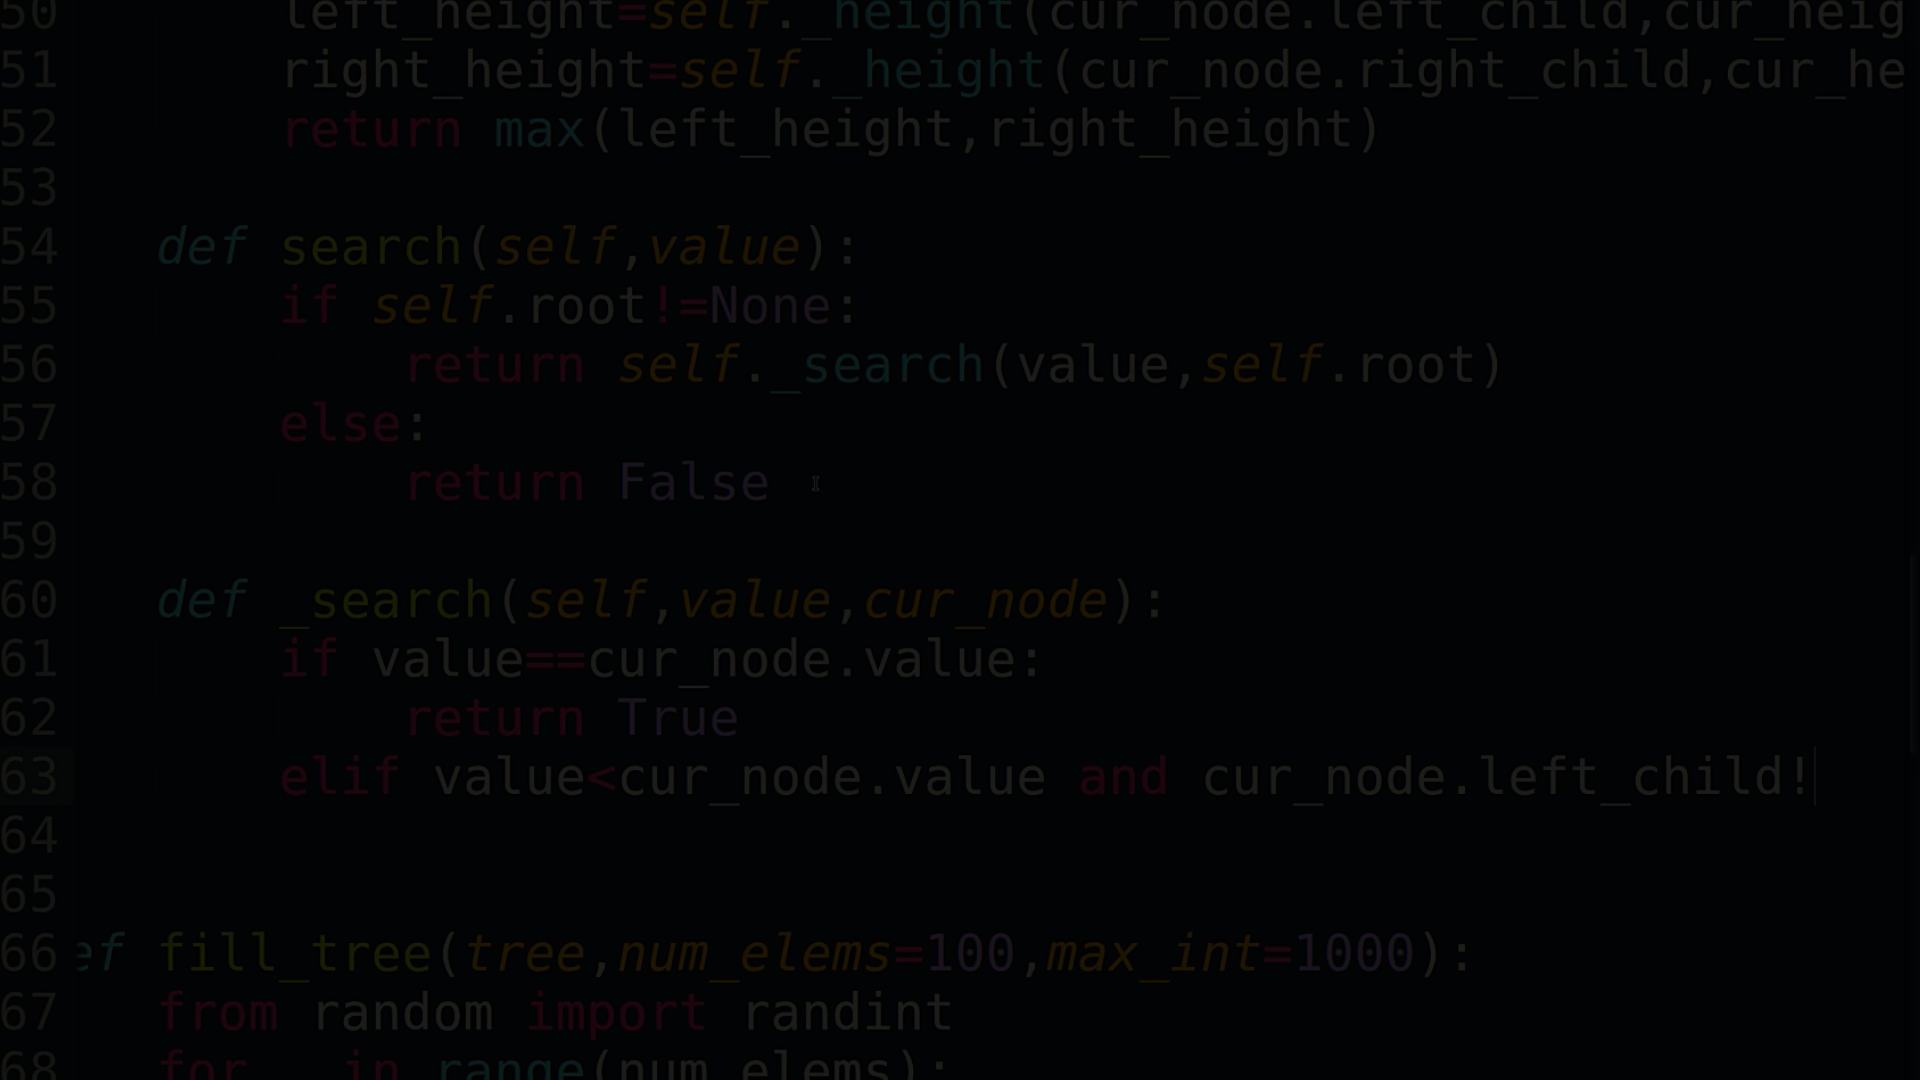 50 left_height=self._height(cur_node.left_child,cur_heig
51 right_height=self._height(cur_node.right_child,cur_he
52 return max(left_height,right_height)
53
54 def search(self,value):
55 if self.root!=None:
56 return self._search(value,self.root)
57 else:
58 return False
59
60 def _search(self,value,cur_node):
61 if value==cur_node.value:
62 return True
63 elif value<cur_node.value and cur_node.left_child!
64
65
66 ef fill_tree(tree,num_elems=100,max_int=1000):
67 from random import randint
68 for _ in range(num_elems):